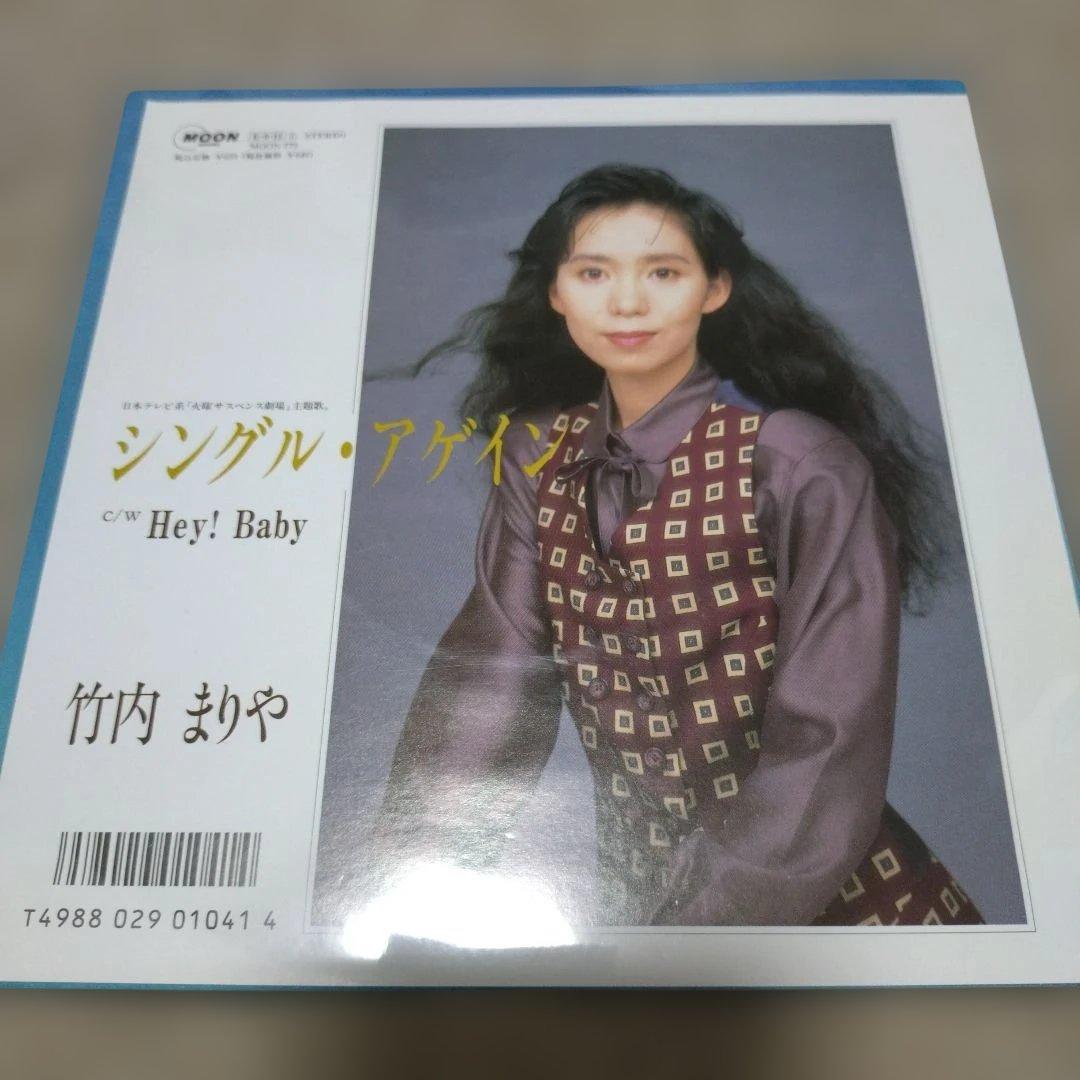 MOON
STEREO
日本テレビ系「火曜サスペンス劇場」主題歌。
シングル・アゲイン
c/w Hey! Baby
竹内 まりや
T4988 029 01041 4